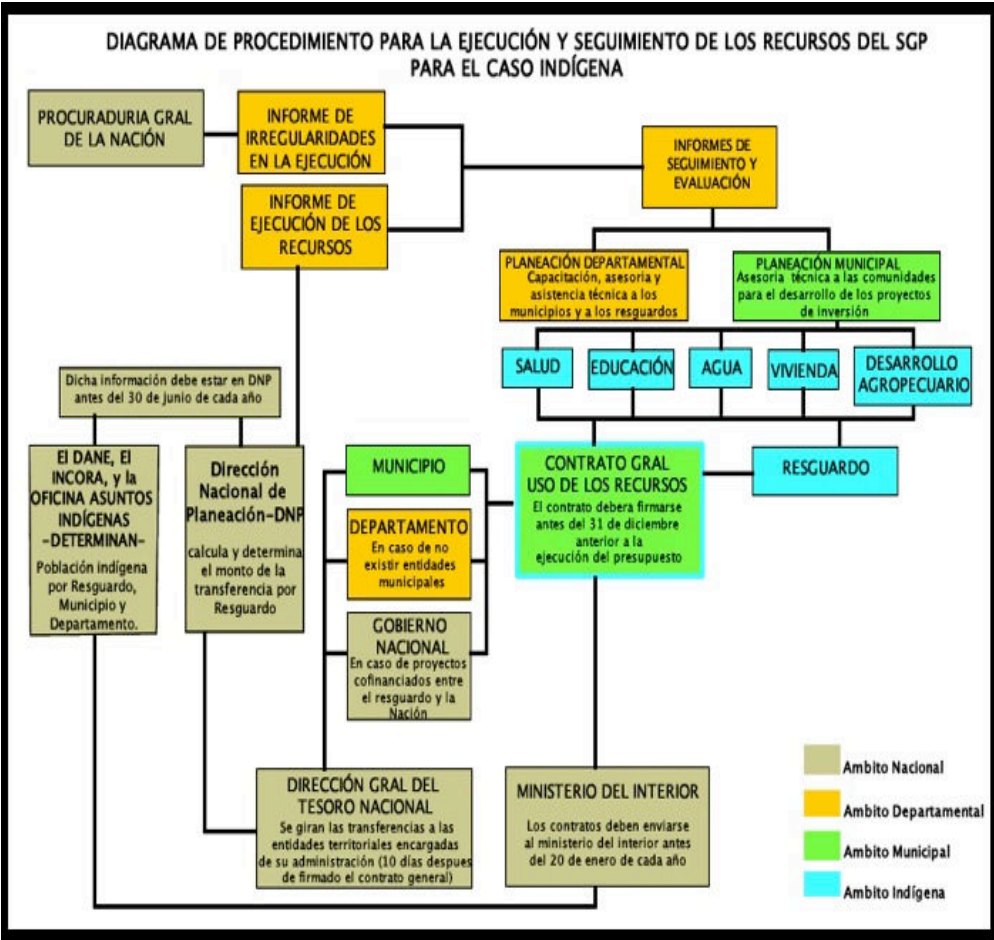 DIAGRAMA DE PROCEDIMIENTO PARA LA EJECUCIÓN Y SEGUIMIENTO DE LOS RECURSOS DEL SGP
PARA EL CASO INDÍGENA
PROCURADURIA GRAL
DE LA NACIÓN
INFORME DE
IRREGULARIDADES
EN LA EJECUCIÓN
INFORMES DE
SEGUIMIENTO Y
EVALUACIÓN
INFORME DE
EJECUCIÓN DE LOS
RECURSOS
PLANEACIÓN DEPARTAMENTAL
Capacitación, asesoria y
asistencia técnica a los
municipios y a los resguardos
PLANEACIÓN MUNICIPAL
Asesoria técnica a las comunidades
para el desarrollo de los proyectos
de inversión
SALUD
EDUCACIÓN
AGUA
VIVIENDA
DESARROLLO
AGROPECUARIO
Dicha información debe estar en DNP
antes del 30 de junio de cada año
El DANE, El
INCORA, y la
OFICINA ASUNTOS
INDÍGENAS
-DETERMINAN-
Población indígena
por Resguardo,
Municipio y
Departamento.
Dirección
Nacional de
Planeación-DNP
calcula y determina
el monto de la
transferencia por
Resguardo
MUNICIPIO
DEPARTAMENTO
En caso de no
existir entidades
municipales
GOBIERNO
NACIONAL
En caso de proyectos
cofinanciados entre
el resguardo y la
Nación
CONTRATO GRAL
USO DE LOS RECURSOS
El contrato debera firmarse
antes del 31 de diciembre
anterior a la
ejecución del presupuesto
RESGUARDO
DIRECCIÓN GRAL DEL
TESORO NACIONAL
Se giran las transferencias a las
entidades territoriales encargadas
de su administración (10 días despues
de firmado el contrato general)
MINISTERIO DEL INTERIOR
Los contratos deben enviarse
al ministerio del interior antes
del 20 de enero de cada año
Ambito Nacional
Ambito Departamental
Ambito Municipal
Ambito Indígena